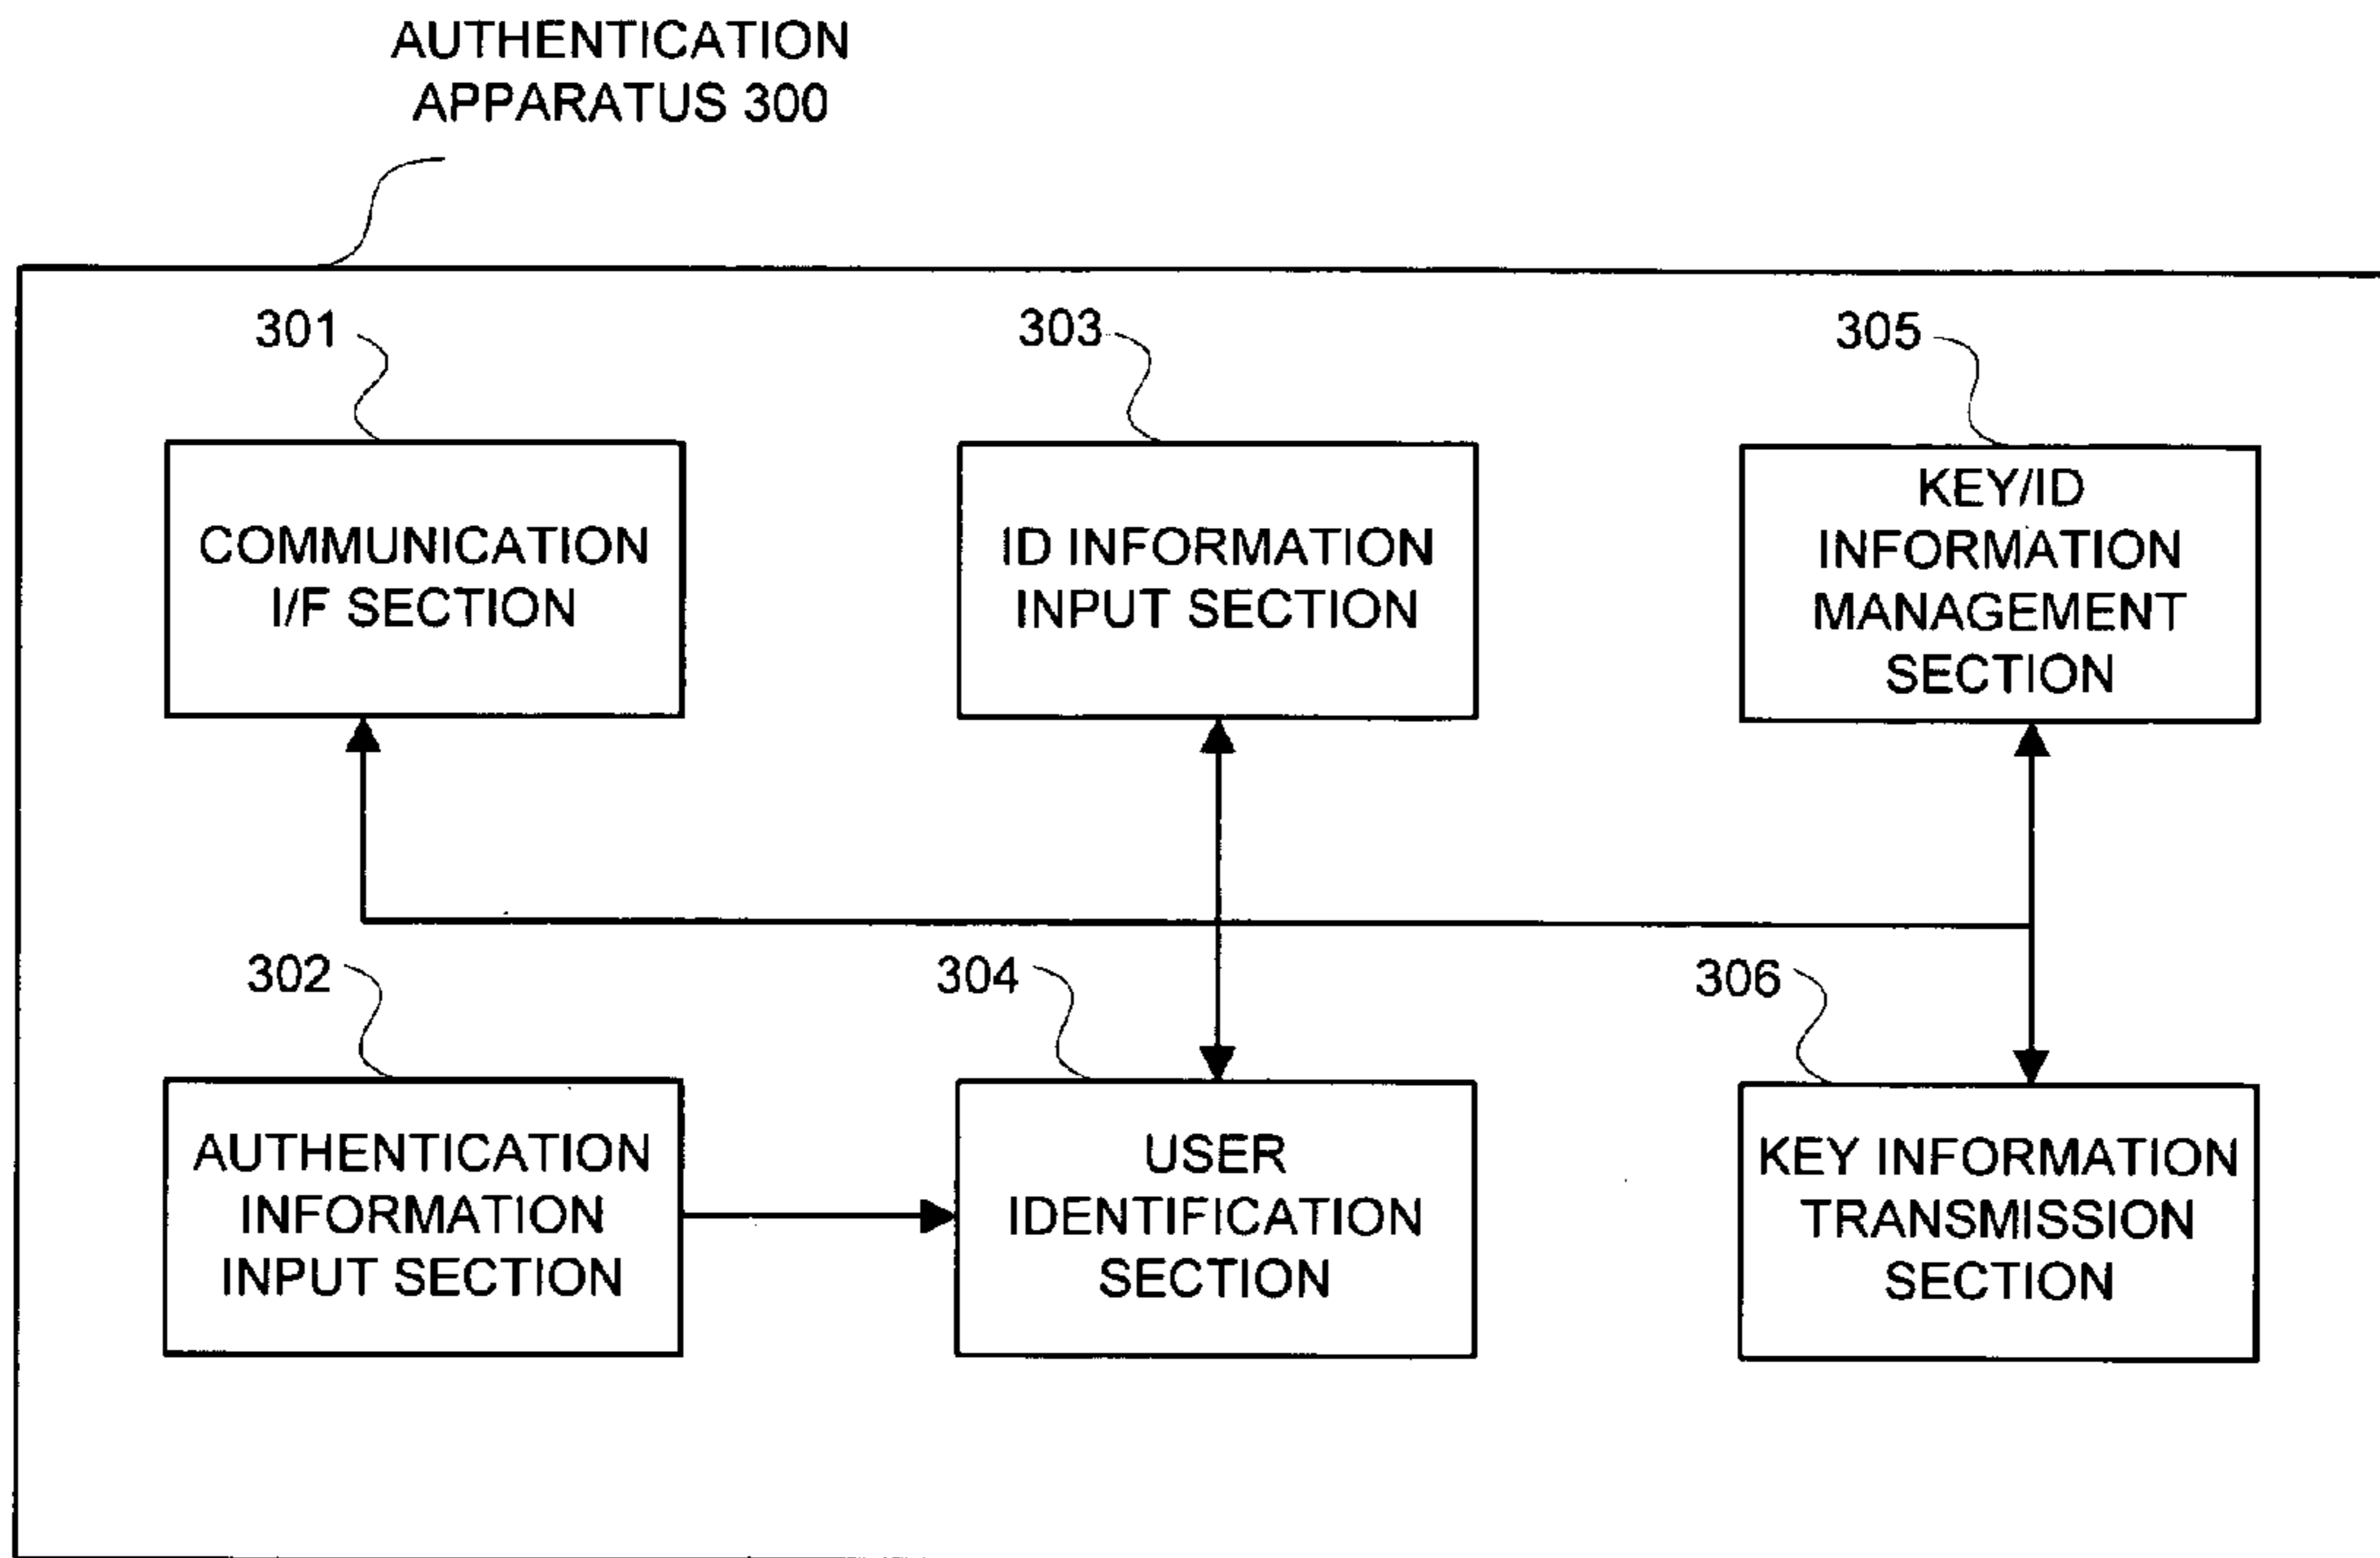 AUTHENTICATION
APPARATUS 300
301
303
305
COMMUNICATION
I/F SECTION
ID INFORMATION
INPUT SECTION
KEY/ID
INFORMATION
MANAGEMENT
SECTION
302
304
306
AUTHENTICATION
INFORMATION
INPUT SECTION
USER
IDENTIFICATION
SECTION
KEY INFORMATION
TRANSMISSION
SECTION